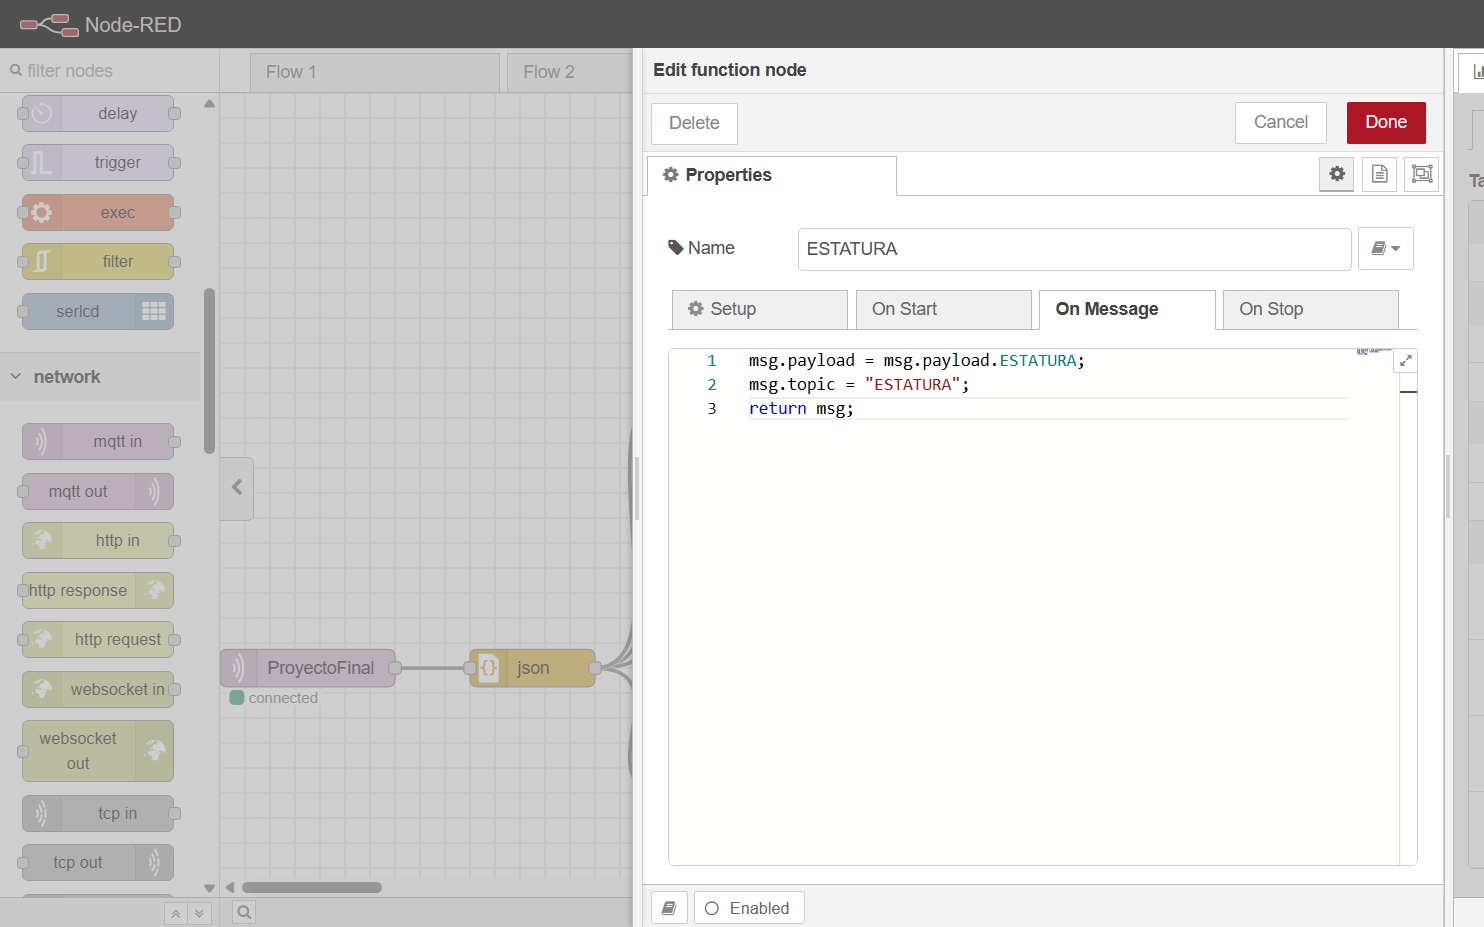 Node-RED
filter nodes
Flow 1
Flow 2
Edit function node
Delete
Cancel
Done
Properties
Name
ESTATURA
Setup
On Start
On Message
On Stop
1 msg.payload = msg.payload.ESTATURA;
2 msg.topic = "ESTATURA";
3 return msg;
delay
trigger
exec
filter
serlcd
network
mqtt in
mqtt out
http in
http response
http request
websocket in
websocket
out
tcp in
tcp out
ProyectoFinal
connected
json
Enabled
Ta